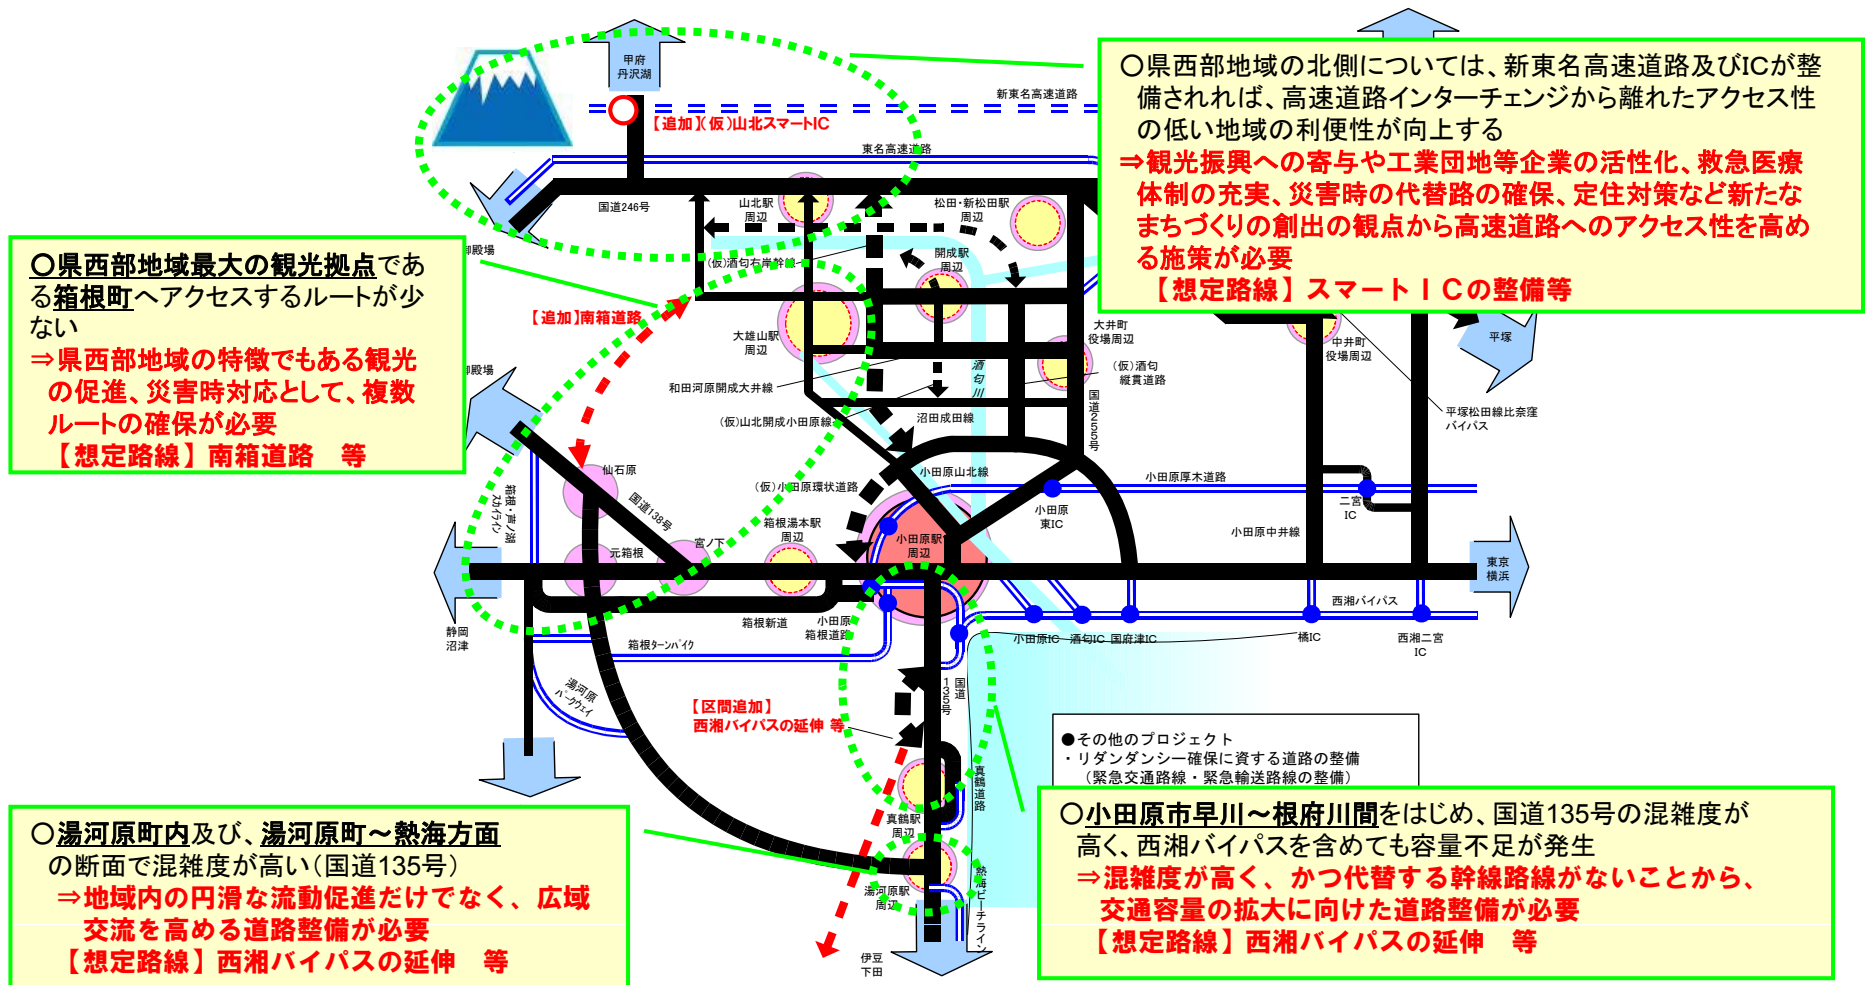 甲府
丹沢湖
新東名高速道路
【追加】(仮)山北スマートIC
東名高速道路
国道246号
山北駅
周辺
松田・新松田駅
周辺
御殿場
(仮)酒匂右岸幹線
開成駅
周辺
【追加】南箱道路
大雄山駅
周辺
大井町
役場周辺
中井町
役場周辺
平塚
御殿場
和田河原開成大井線
酒匂川
(仮)酒匂
縦貫道路
国道255号
(仮)山北開成小田原線
沼田成田線
平塚松田線比奈窪
バイパス
仙石原
国道138号
(仮)小田原環状道路
小田原山北線
小田原厚木道路
箱根・芦ノ湖
スカイライン
箱根湯本駅
周辺
小田原
東IC
二宮
IC
小田原中井線
元箱根
宮ノ下
小田原駅
周辺
東京
横浜
静岡
沼津
箱根新道
小田原
箱根道路
西湘バイパス
小田原IC
酒匂IC
国府津IC
橘IC
西湘二宮
IC
箱根ターンパイク
湯河原
パークウェイ
国道
135号
【区間追加】
西湘バイパスの延伸 等
真鶴道路
真鶴駅
周辺
湯河原駅
周辺
熱海ビーチライン
伊豆
下田
○県西部地域の北側については、新東名高速道路及びICが整
備されれば、高速道路インターチェンジから離れたアクセス性
の低い地域の利便性が向上する
⇒観光振興への寄与や工業団地等企業の活性化、救急医療
体制の充実、災害時の代替路の確保、定住対策など新たな
まちづくりの創出の観点から高速道路へのアクセス性を高め
る施策が必要
【想定路線】スマートICの整備等
○県西部地域最大の観光拠点であ
る箱根町へアクセスするルートが少
ない
⇒県西部地域の特徴でもある観光
の促進、災害時対応として、複数
ルートの確保が必要
【想定路線】南箱道路 等
●その他のプロジェクト
・リダンダンシー確保に資する道路の整備
(緊急交通路線・緊急輸送路線の整備)
○湯河原町内及び、湯河原町~熱海方面
の断面で混雑度が高い(国道135号)
⇒地域内の円滑な流動促進だけでなく、広域
交流を高める道路整備が必要
【想定路線】西湘バイパスの延伸 等
○小田原市早川~根府川間をはじめ、国道135号の混雑度が
高く、西湘バイパスを含めても容量不足が発生
⇒混雑度が高く、かつ代替する幹線路線がないことから、
交通容量の拡大に向けた道路整備が必要
【想定路線】西湘バイパスの延伸 等